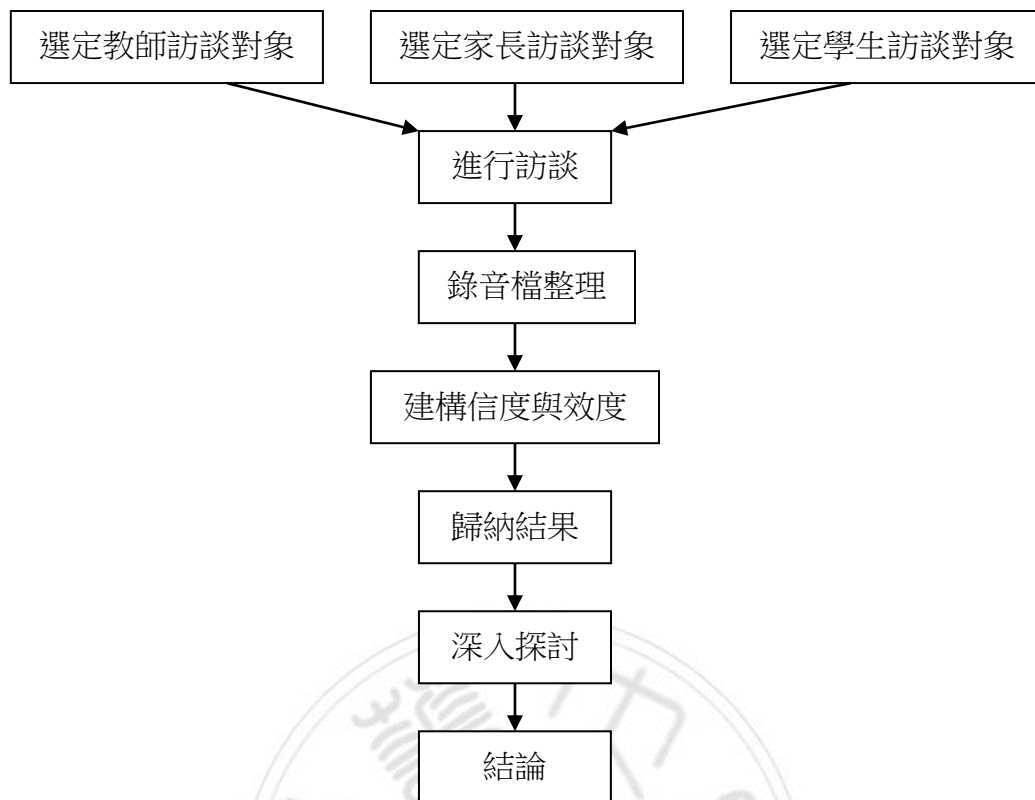 選定教師訪談對象
選定家長訪談對象
選定學生訪談對象
進行訪談
錄音檔整理
建構信度與效度
歸納結果
深入探討
結論